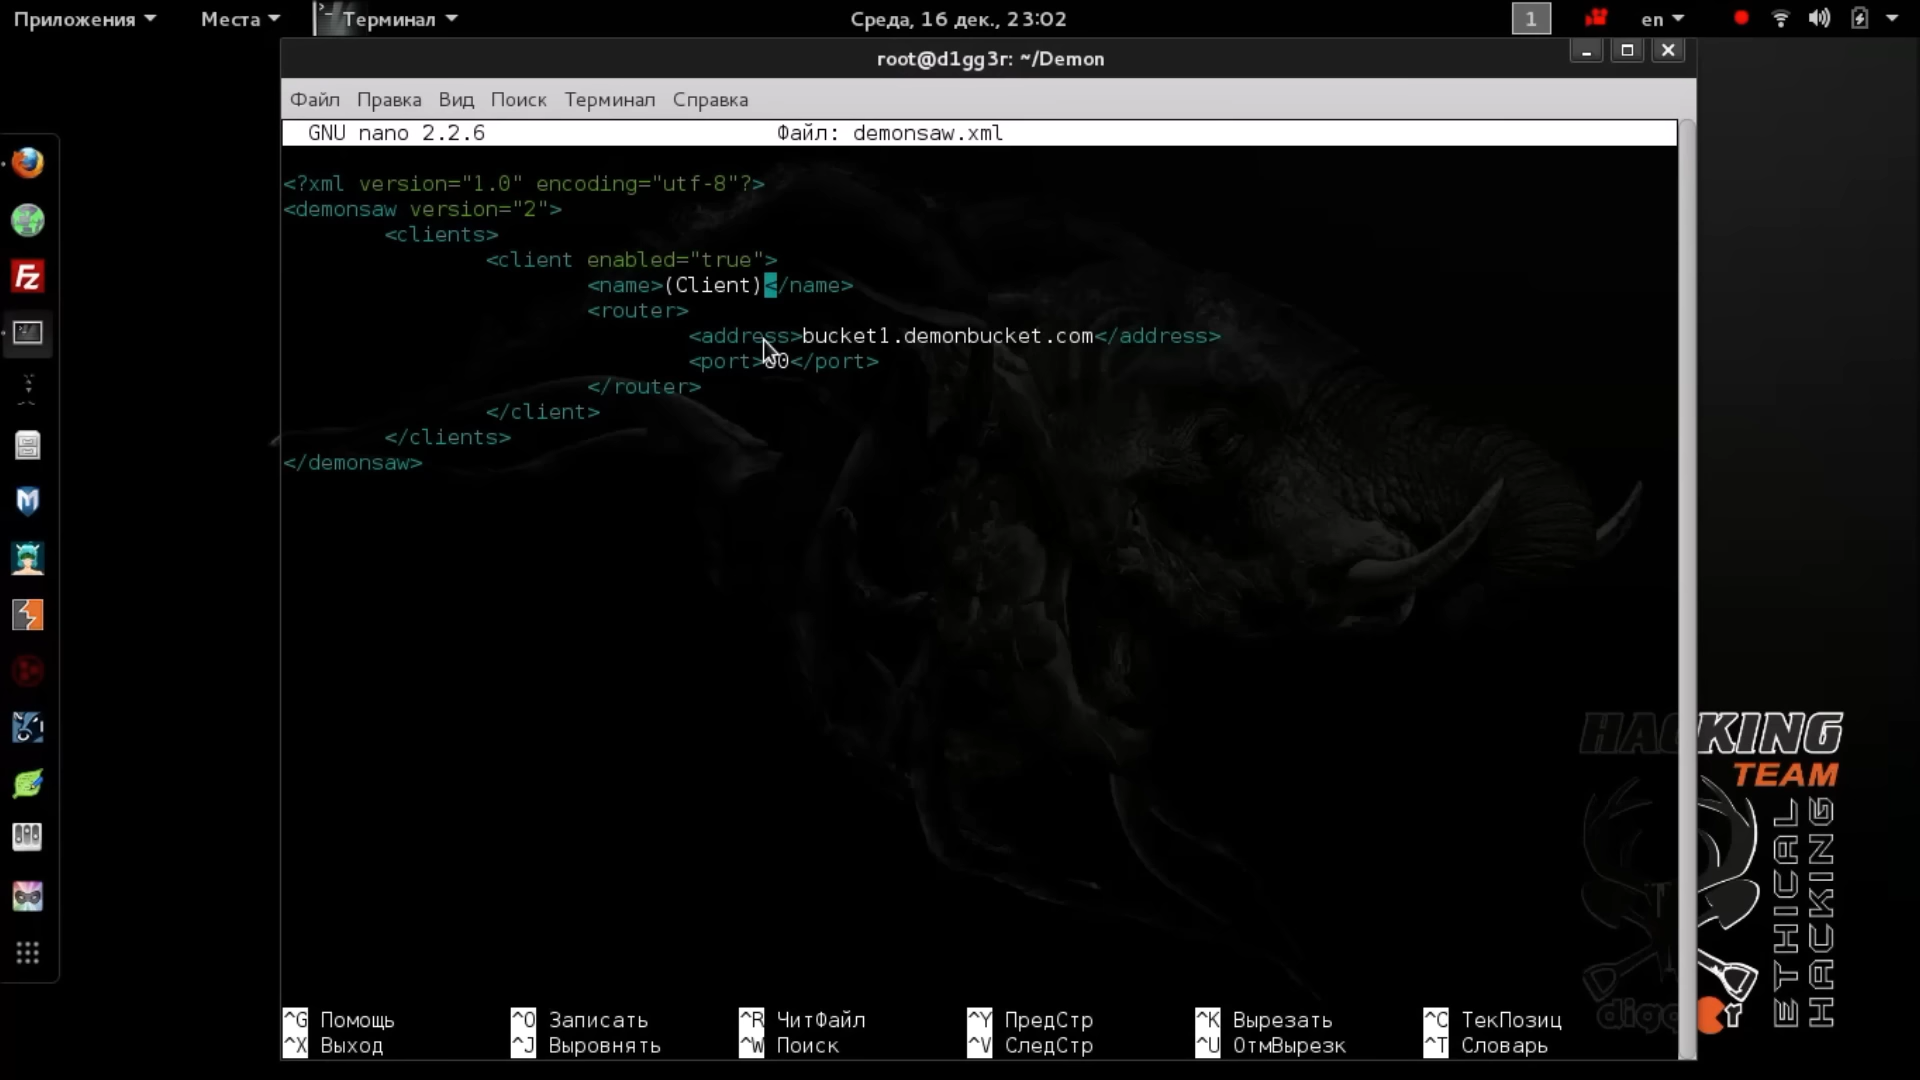 Приложения Места Терминал Среда, 16 дек., 23:02 1 en
root@d1gg3r: ~/Demon
Файл Правка Вид Поиск Терминал Справка
GNU nano 2.2.6 Файл: demonsaw.xml
<?xml version="1.0" encoding="utf-8"?>
<demonsaw version="2">
<clients>
<client enabled="true">
<name>(Client)</name>
<router>
<address>bucket1.demonbucket.com</address>
<port>80</port>
</router>
</client>
</clients>
</demonsaw>
HACKING
TEAM
ETHICAL
HACKING
^G Помощь ^O Записать ^R ЧитФайл ^Y ПредСтр ^K Вырезать ^C ТекПозиц
^X Выход ^J Выровнять ^W Поиск ^V СледСтр ^U ОтмВырезк ^T Словарь